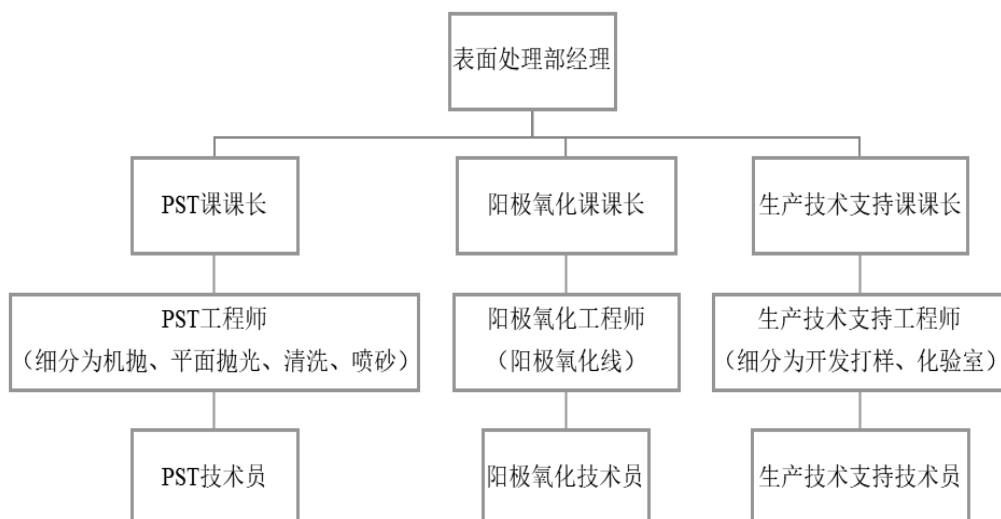 表面处理部经理
PST课课长
阳极氧化课课长
生产技术支持课课长
PST工程师
（细分为机抛、平面抛光、清洗、喷砂）
阳极氧化工程师
（阳极氧化线）
生产技术支持工程师
（细分为开发打样、化验室）
PST技术员
阳极氧化技术员
生产技术支持技术员